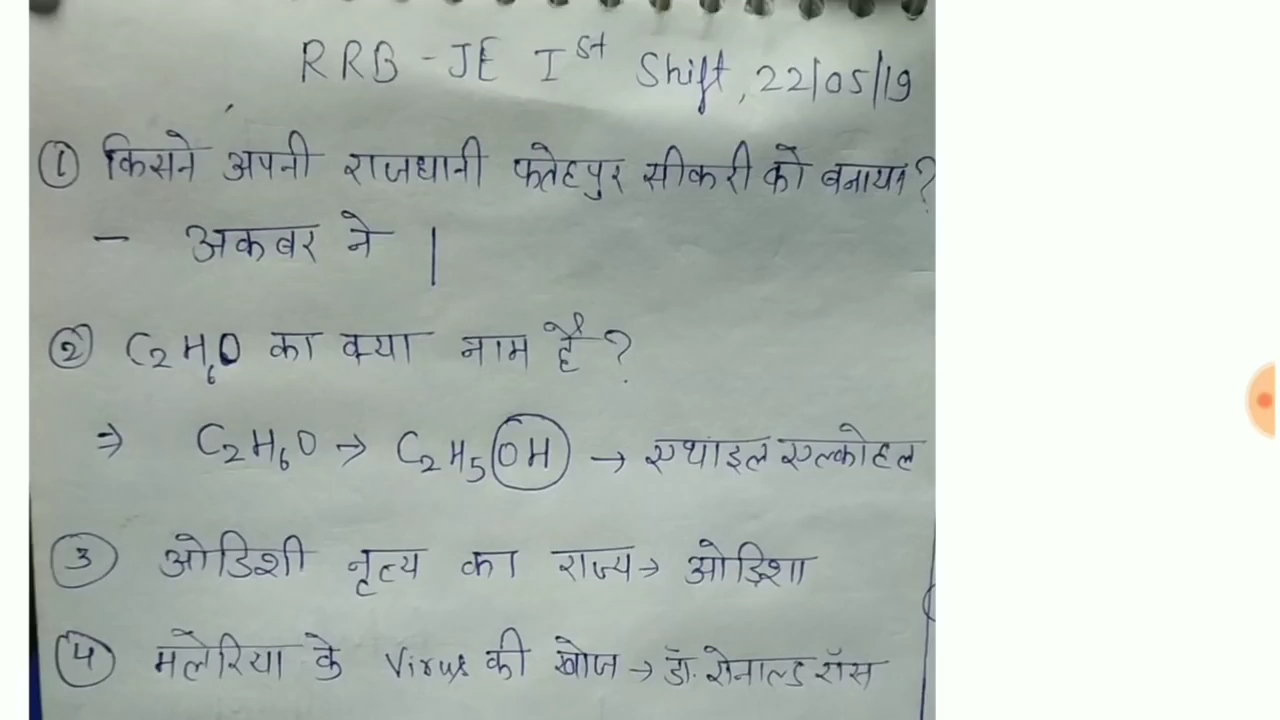 RRB-JE Ist Shift, 22/05/19
① किसने अपनी राजधानी फतेहपुर सीकरी को बनाया?
- अकबर ने |
② C₂H₆O का क्या नाम है?
⇒ C₂H₆O → C₂H₅OH → एथाइल एल्कोहल
③ ओडिशी नृत्य का राज्य → ओड़िशा
④ मलेरिया के Virus की खोज → डॉ. रोनाल्ड रॉस